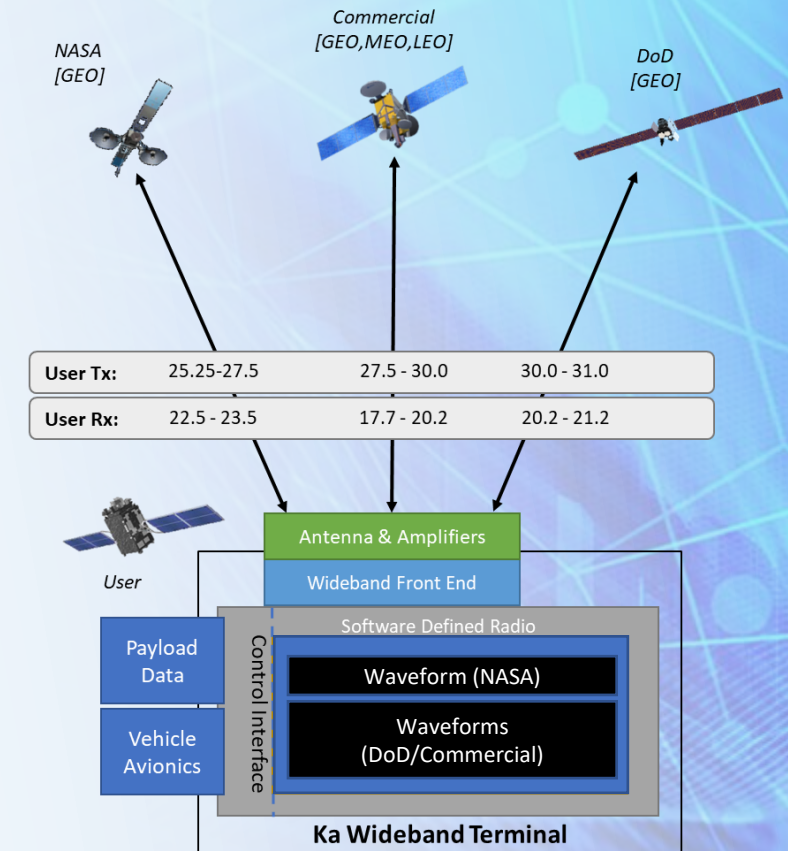 Commercial
[GEO,MEO,LEO]
NASA
[GEO]
DoD
[GEO]
User Tx: 25.25-27.5 27.5 - 30.0 30.0 - 31.0
User Rx: 22.5 - 23.5 17.7 - 20.2 20.2 - 21.2
User
Antenna & Amplifiers
Wideband Front End
Software Defined Radio
Control Interface
Payload
Data
Vehicle
Avionics
Waveform (NASA)
Waveforms
(DoD/Commercial)
Ka Wideband Terminal